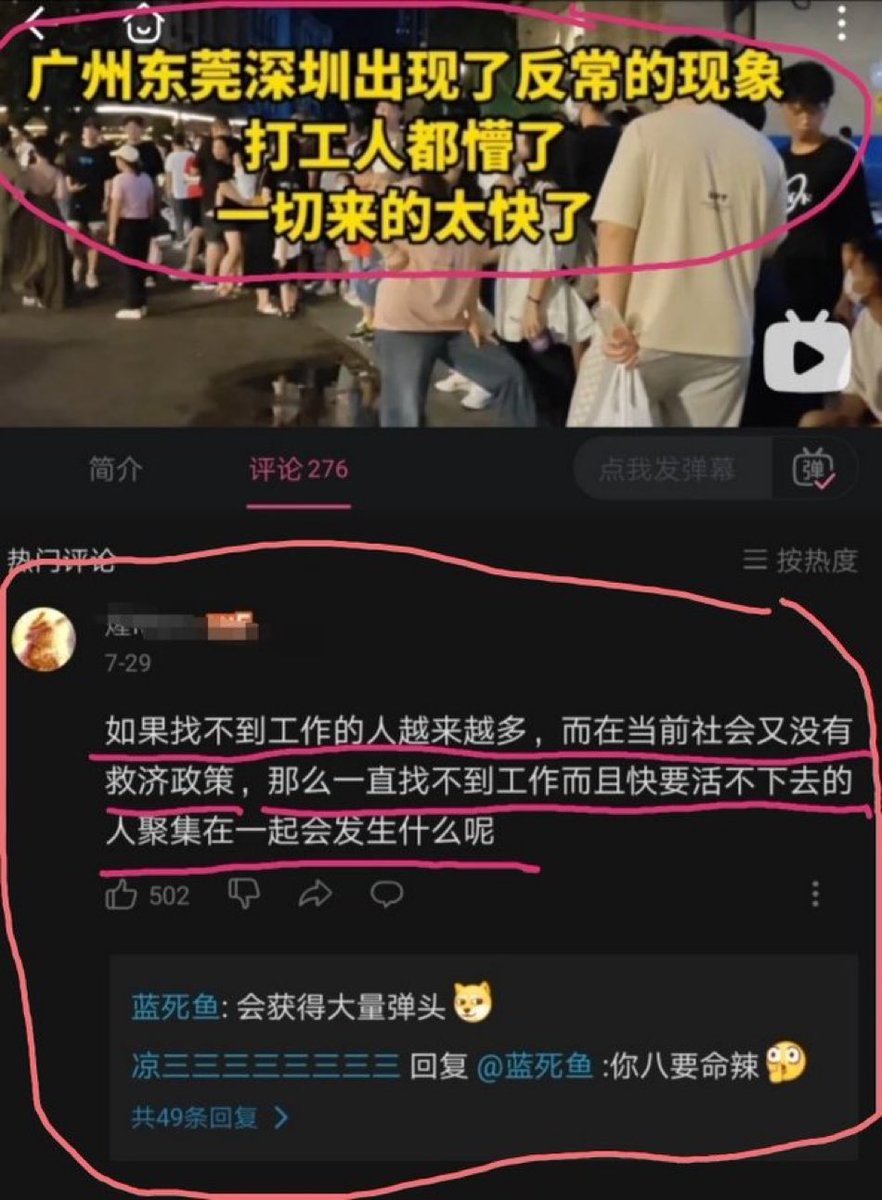 广州东莞深圳出现了反常的现象
打工人都懵了
一切来的太快了
简介
评论 276
点我发弹幕
弹
热门评论
按热度
7-29
如果找不到工作的人越来越多，而在当前社会又没有
救济政策，那么一直找不到工作而且快要活不下去的
人聚集在一起会发生什么呢
502
蓝死鱼: 会获得大量弹头
凉三三三三三三三三 回复 @蓝死鱼 :你八要命辣
共49条回复